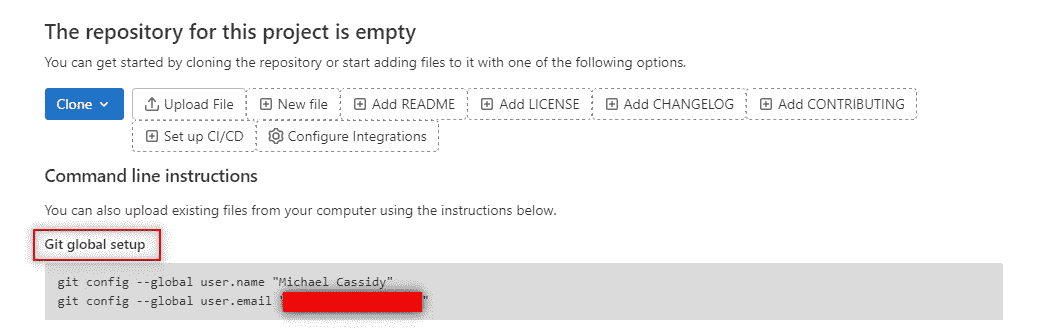 The repository for this project is empty
You can get started by cloning the repository or start adding files to it with one of the following options.
Clone Upload File New file Add README Add LICENSE Add CHANGELOG Add CONTRIBUTING
Set up CI/CD Configure Integrations
Command line instructions
You can also upload existing files from your computer using the instructions below.
Git global setup
git config --global user.name "Michael Cassidy"
git config --global user.email " "